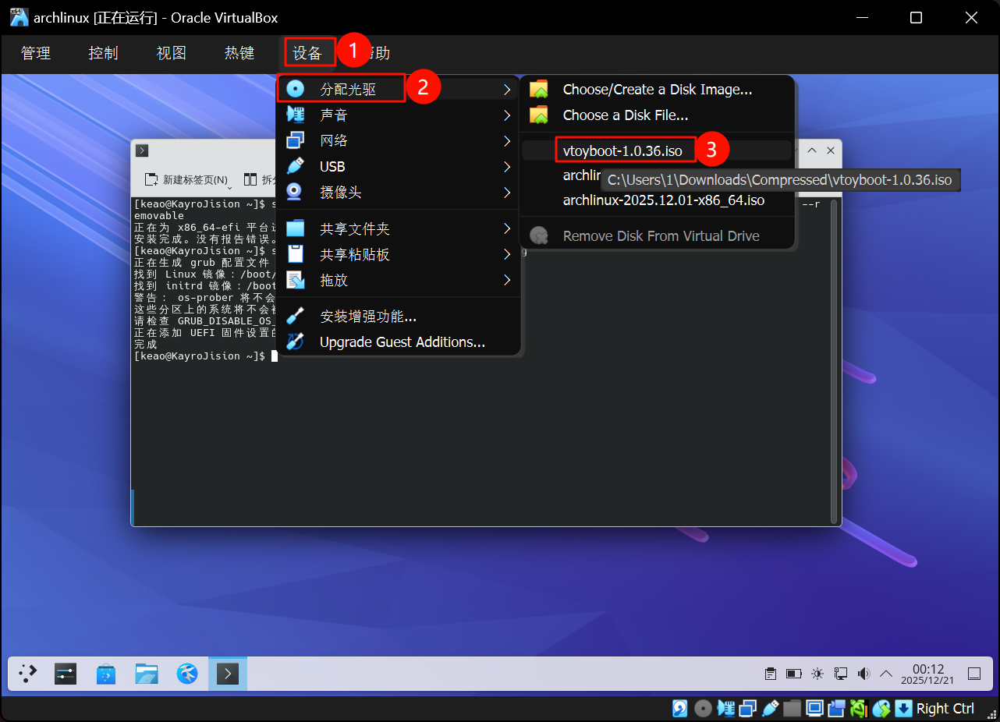 archlinux [正在运行] - Oracle VirtualBox
管理 控制 视图 热键 设备 1 助
分配光驱 2
声音
网络
USB
摄像头
共享文件夹
共享粘贴板
拖放
安装增强功能...
Upgrade Guest Additions...
Choose/Create a Disk Image...
Choose a Disk File...
vtoyboot-1.0.36.iso 3
archlin
C:\Users\1\Downloads\Compressed\vtoyboot-1.0.36.iso
archlinux-2025.12.01-x86_64.iso
Remove Disk From Virtual Drive
新建标签页(N) 拆分
[keao@KayroJision ~]$ s --r
emovable
正在为 x86_64-efi 平台
安装完成。没有报告错误。
[keao@KayroJision ~]$ s g
正在生成 grub 配置文件
找到 Linux 镜像：/boot/
找到 initrd 镜像：/boot
警告： os-prober 将不会
这些分区上的系统将不会被
请检查 GRUB_DISABLE_OS_
正在添加 UEFI 固件设置的
完成
[keao@KayroJision ~]$
00:12
2025/12/21
Right Ctrl